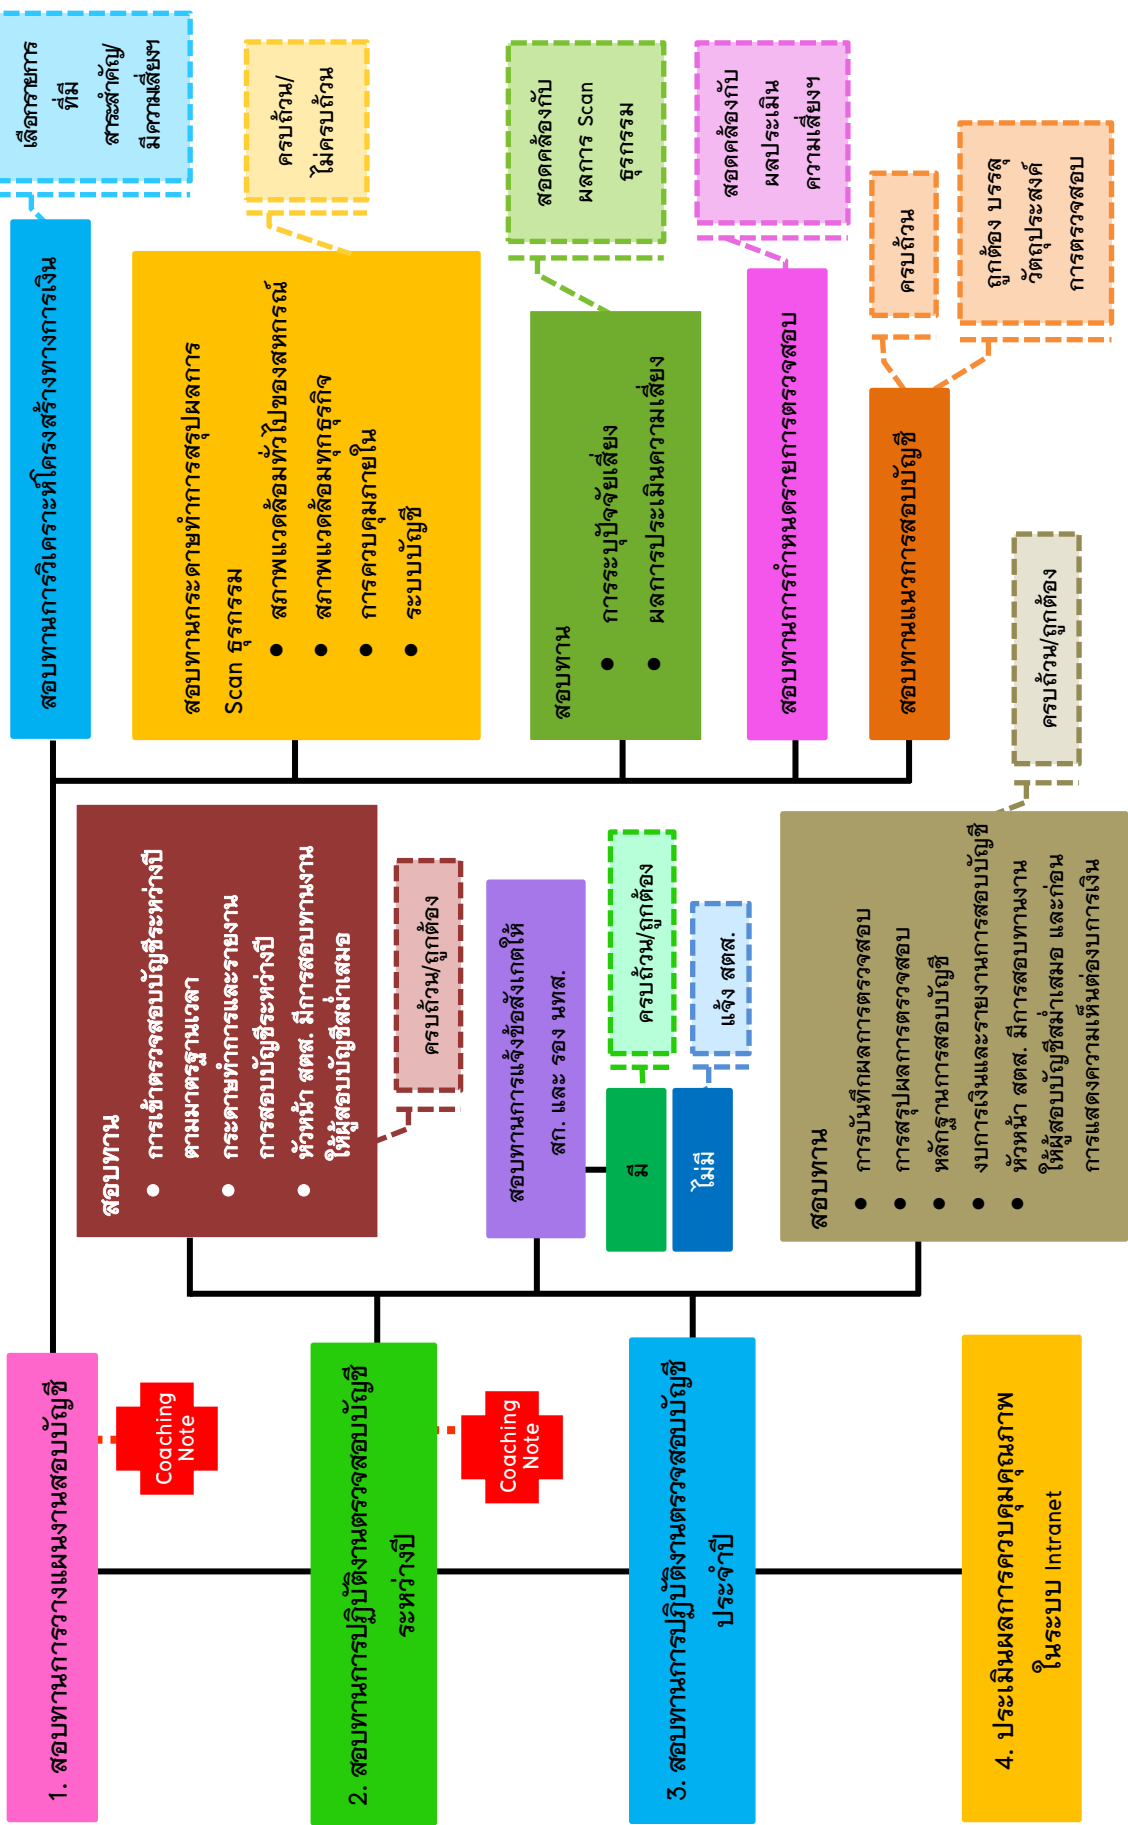 1. สอบทานการวางแผนงานสอบบัญชี
Coaching
Note
สอบทานการวิเคราะห์โครงสร้างทางการเงิน
เลือกรายการ
ที่มี
สาระสำคัญ/
มีความเสี่ยงฯ
สอบทานกระดาษทำการสรุปผลการ
Scan ธุรกรรม
● สภาพแวดล้อมทั่วไปของสหกรณ์
● สภาพแวดล้อมทุกธุรกิจ
● การควบคุมภายใน
● ระบบบัญชี
ครบถ้วน/
ไม่ครบถ้วน
สอบทาน
● การระบุปัจจัยเสี่ยง
● ผลการประเมินความเสี่ยง
สอดคล้องกับ
ผลการ Scan
ธุรกรรม
สอบทานการกำหนดรายการตรวจสอบ
สอดคล้องกับ
ผลประเมิน
ความเสี่ยงฯ
สอบทานแนวการสอบบัญชี
ครบถ้วน
ถูกต้อง บรรลุ
วัตถุประสงค์
การตรวจสอบ
2. สอบทานการปฏิบัติงานตรวจสอบบัญชี
ระหว่างปี
Coaching
Note
สอบทาน
● การเข้าตรวจสอบบัญชีระหว่างปี
ตามมาตรฐานเวลา
● กระดาษทำการและรายงาน
การสอบบัญชีระหว่างปี
● หัวหน้า สตส. มีการสอบทานงาน
ให้ผู้สอบบัญชีสม่ำเสมอ
ครบถ้วน/ถูกต้อง
สอบทานการแจ้งข้อสังเกตให้
สก. และ รอง นทส.
มี
ครบถ้วน/ถูกต้อง
ไม่มี
แจ้ง สตส.
3. สอบทานการปฏิบัติงานตรวจสอบบัญชี
ประจำปี
สอบทาน
● การบันทึกผลการตรวจสอบ
● การสรุปผลการตรวจสอบ
● หลักฐานการสอบบัญชี
● งบการเงินและรายงานการสอบบัญชี
● หัวหน้า สตส. มีการสอบทานงาน
ให้ผู้สอบบัญชีสม่ำเสมอ และก่อน
การแสดงความเห็นต่องบการเงิน
ครบถ้วน/ถูกต้อง
4. ประเมินผลการควบคุมคุณภาพ
ในระบบ Intranet